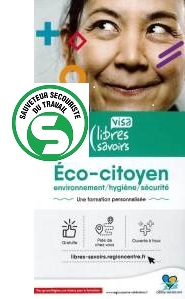 SAUVETEUR SECOURISTE
DU TRAVAIL
visa
libres
savoirs
Éco-citoyen
environnement/hygiène/sécurité
Une formation personnalisée
Gratuite
Près de
chez vous
Ouverte à tous
libres-savoirs.regioncentre.fr